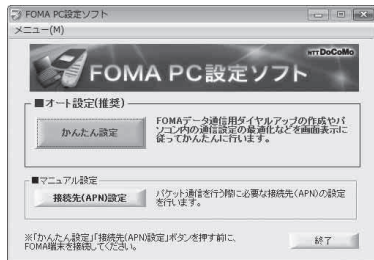 FOMA PC設定ソフト
メニュー(M)
NTT DoCoMo
FOMA PC設定ソフト
■オート設定(推奨)
かんたん設定
FOMAデータ通信用ダイヤルアップの作成やパ
ソコン内の通信設定の最適化などを画面表示に
従ってかんたんに行います。
■マニュアル設定
接続先(APN)設定
パケット通信を行う際に必要な接続先(APN)の設定
を行います。
※「かんたん設定」「接続先(APN)設定」ボタンを押す前に、
FOMA端末を接続してください。
終了